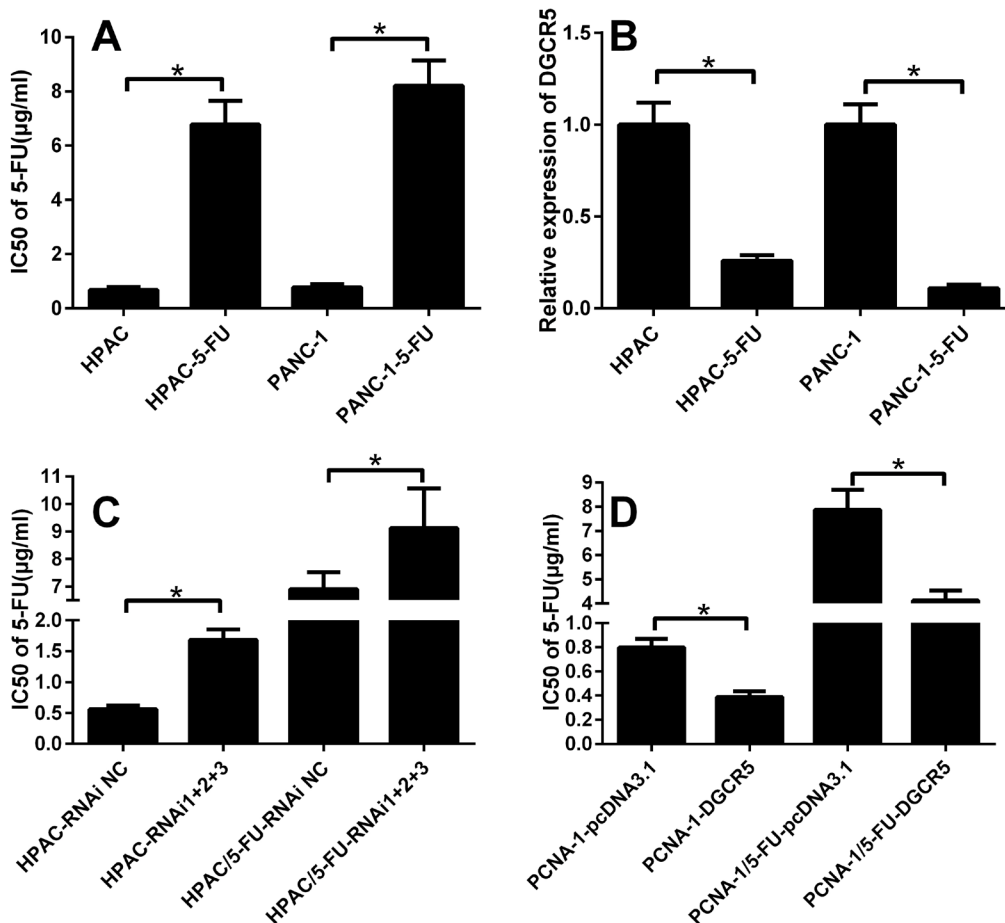 A
IC50 of 5-FU(μg/ml)
10
8
6
4
2
0
*
*
HPAC
HPAC-5-FU
PANC-1
PANC-1-5-FU
B
Relative expression of DGCR5
1.5
1.0
0.5
0.0
*
*
HPAC
HPAC-5-FU
PANC-1
PANC-1-5-FU
C
IC50 of 5-FU(μg/ml)
11
10
9
8
7
2.0
1.5
1.0
0.5
0.0
*
*
HPAC-RNAi NC
HPAC-RNAi1+2+3
HPAC/5-FU-RNAi NC
HPAC/5-FU-RNAi1+2+3
D
IC50 of 5-FU(μg/ml)
9
8
7
6
5
4
0.8
1.0
0.6
0.4
0.2
0.0
*
*
PCNA-1-pcDNA3.1
PCNA-1-DGCR5
PCNA-1/5-FU-pcDNA3.1
PCNA-1/5-FU-DGCR5